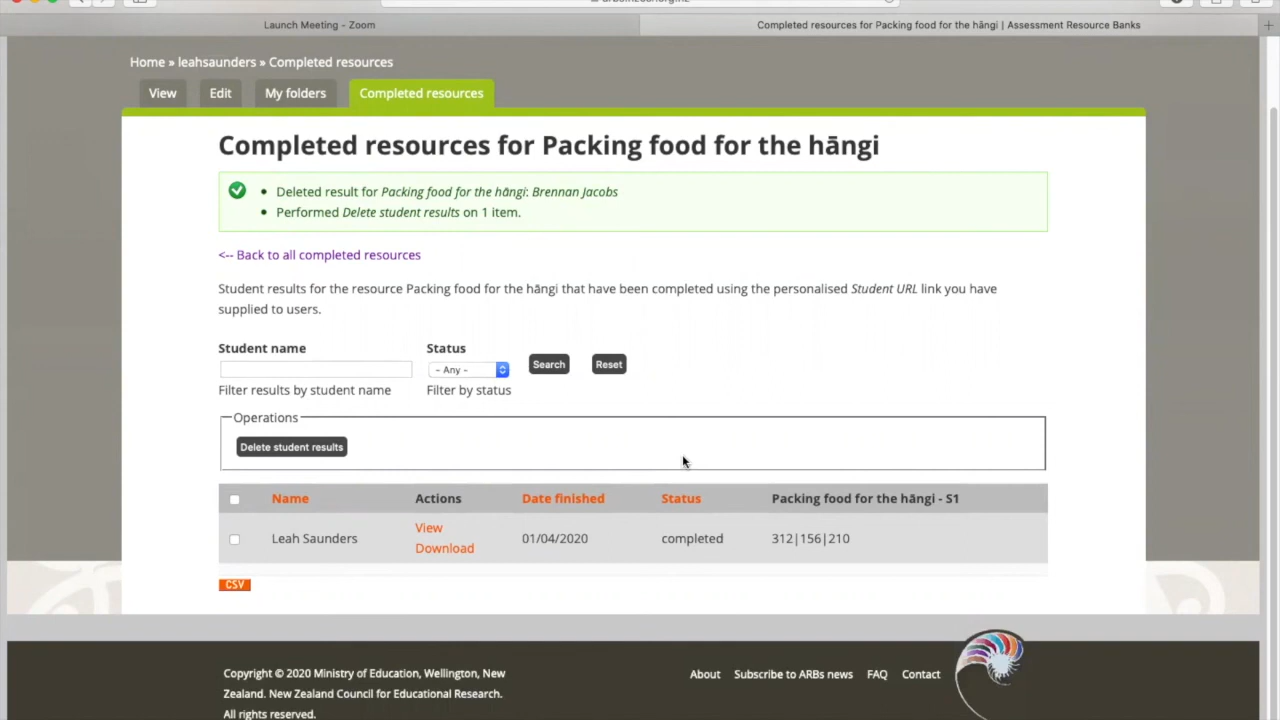 Launch Meeting - Zoom
Completed resources for Packing food for the hāngi | Assessment Resource Banks
Home » leahsaunders » Completed resources
View
Edit
My folders
Completed resources
Completed resources for Packing food for the hāngi
• Deleted result for Packing food for the hāngi: Brennan Jacobs
• Performed Delete student results on 1 item.
<-- Back to all completed resources
Student results for the resource Packing food for the hāngi that have been completed using the personalised Student URL link you have
supplied to users.
Student name
Status
- Any -
Search
Reset
Filter results by student name
Filter by status
Operations
Delete student results
Name
Actions
Date finished
Status
Packing food for the hāngi - S1
Leah Saunders
View
Download
01/04/2020
completed
312|156|210
CSV
Copyright © 2020 Ministry of Education, Wellington, New
Zealand. New Zealand Council for Educational Research.
All rights reserved.
About
Subscribe to ARBs news
FAQ
Contact